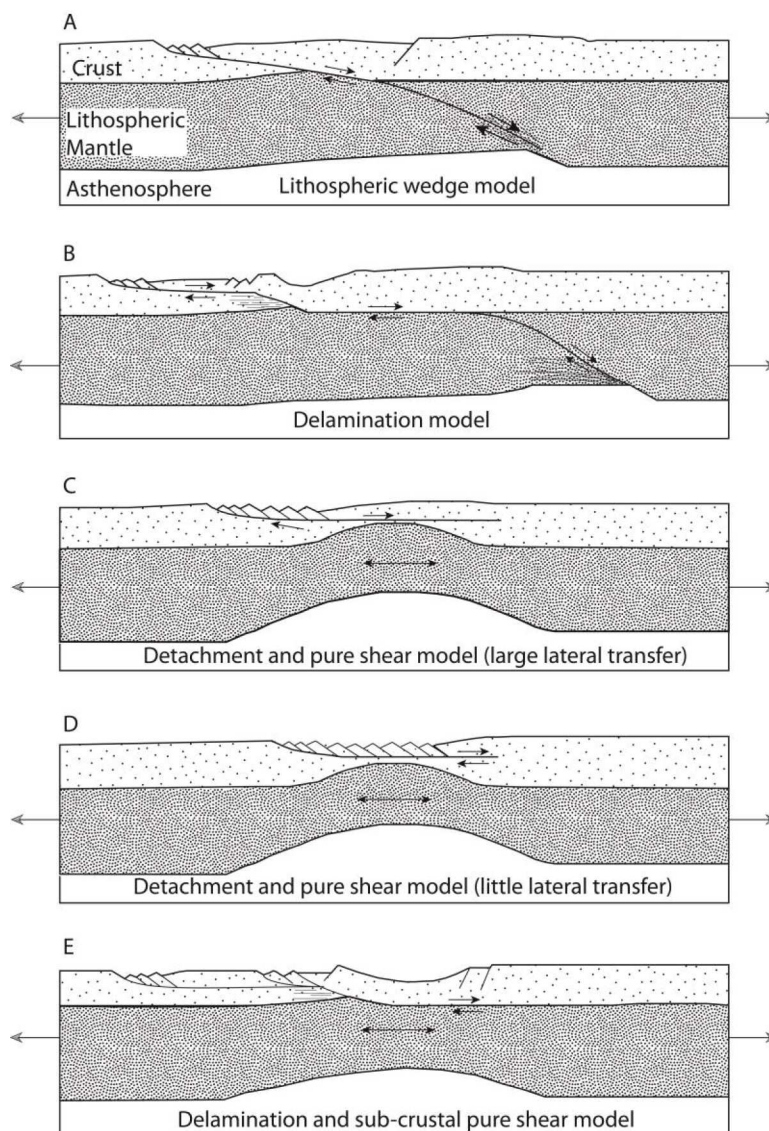 A
Crust
Lithospheric
Mantle
Asthenosphere
Lithospheric wedge model
B
Delamination model
C
Detachment and pure shear model (large lateral transfer)
D
Detachment and pure shear model (little lateral transfer)
E
Delamination and sub-crustal pure shear model